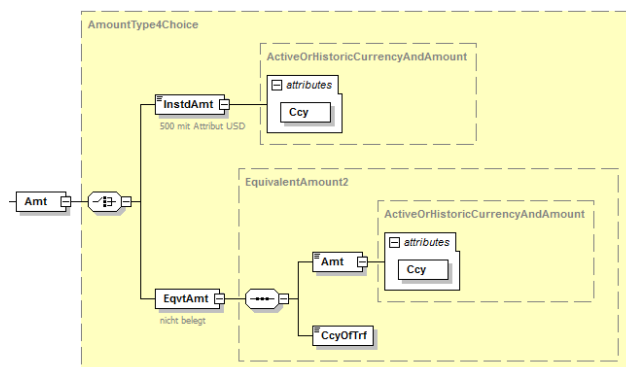 AmountType4Choice
ActiveOrHistoricCurrencyAndAmount
attributes
InstdAmt
Ccy
500 mit Attribut USD
EquivalentAmount2
Amt
ActiveOrHistoricCurrencyAndAmount
attributes
Amt
Ccy
EqvtAmt
nicht belegt
CcyOfTrf